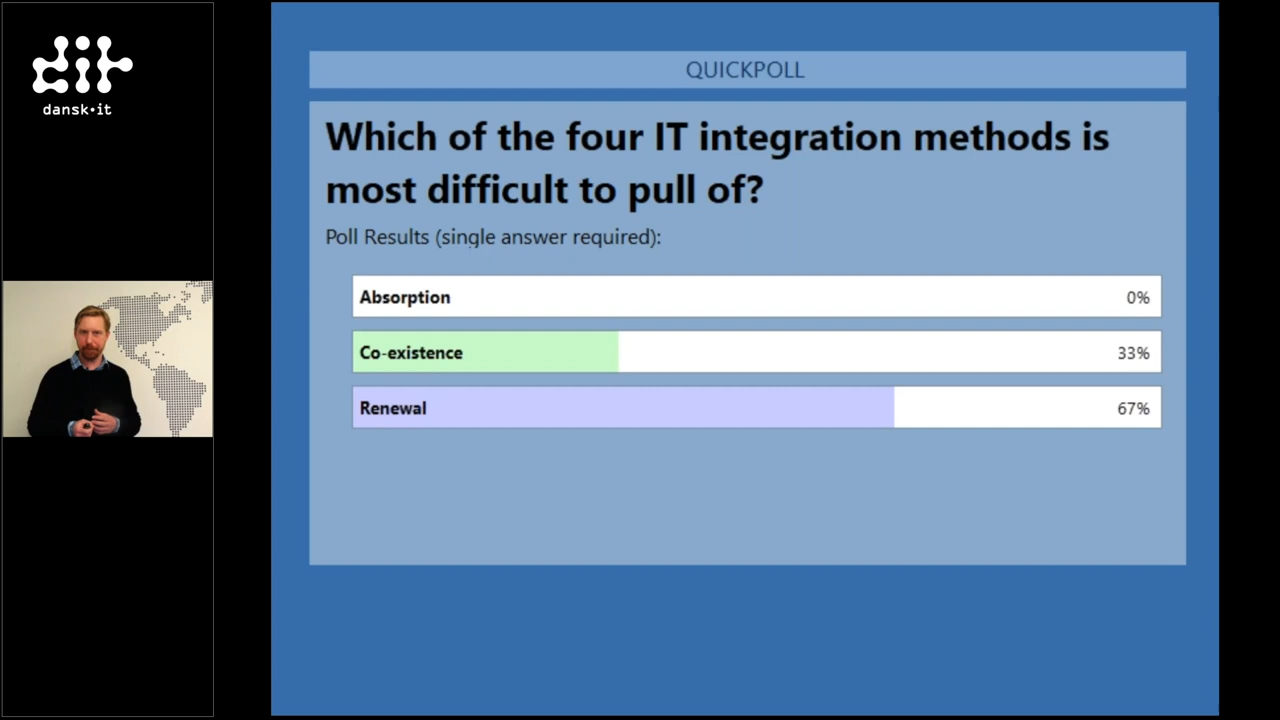 dit
dansk•it
QUICKPOLL
Which of the four IT integration methods is
most difficult to pull of?
Poll Results (single answer required):
Absorption 0%
Co-existence 33%
Renewal 67%